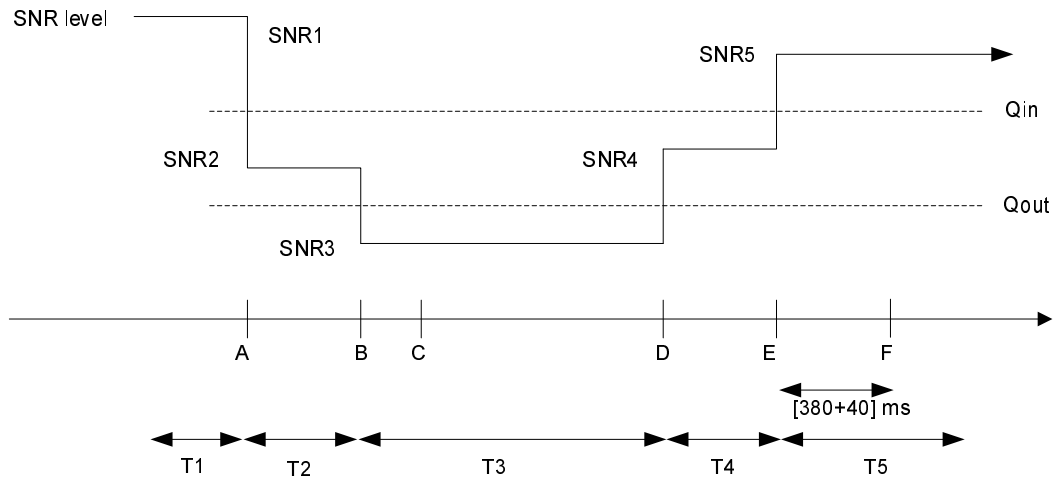 SNR level
SNR1
SNR5
Qin
SNR2
SNR4
Qout
SNR3
A
B
C
D
E
F
[380+40] ms
T1
T2
T3
T4
T5